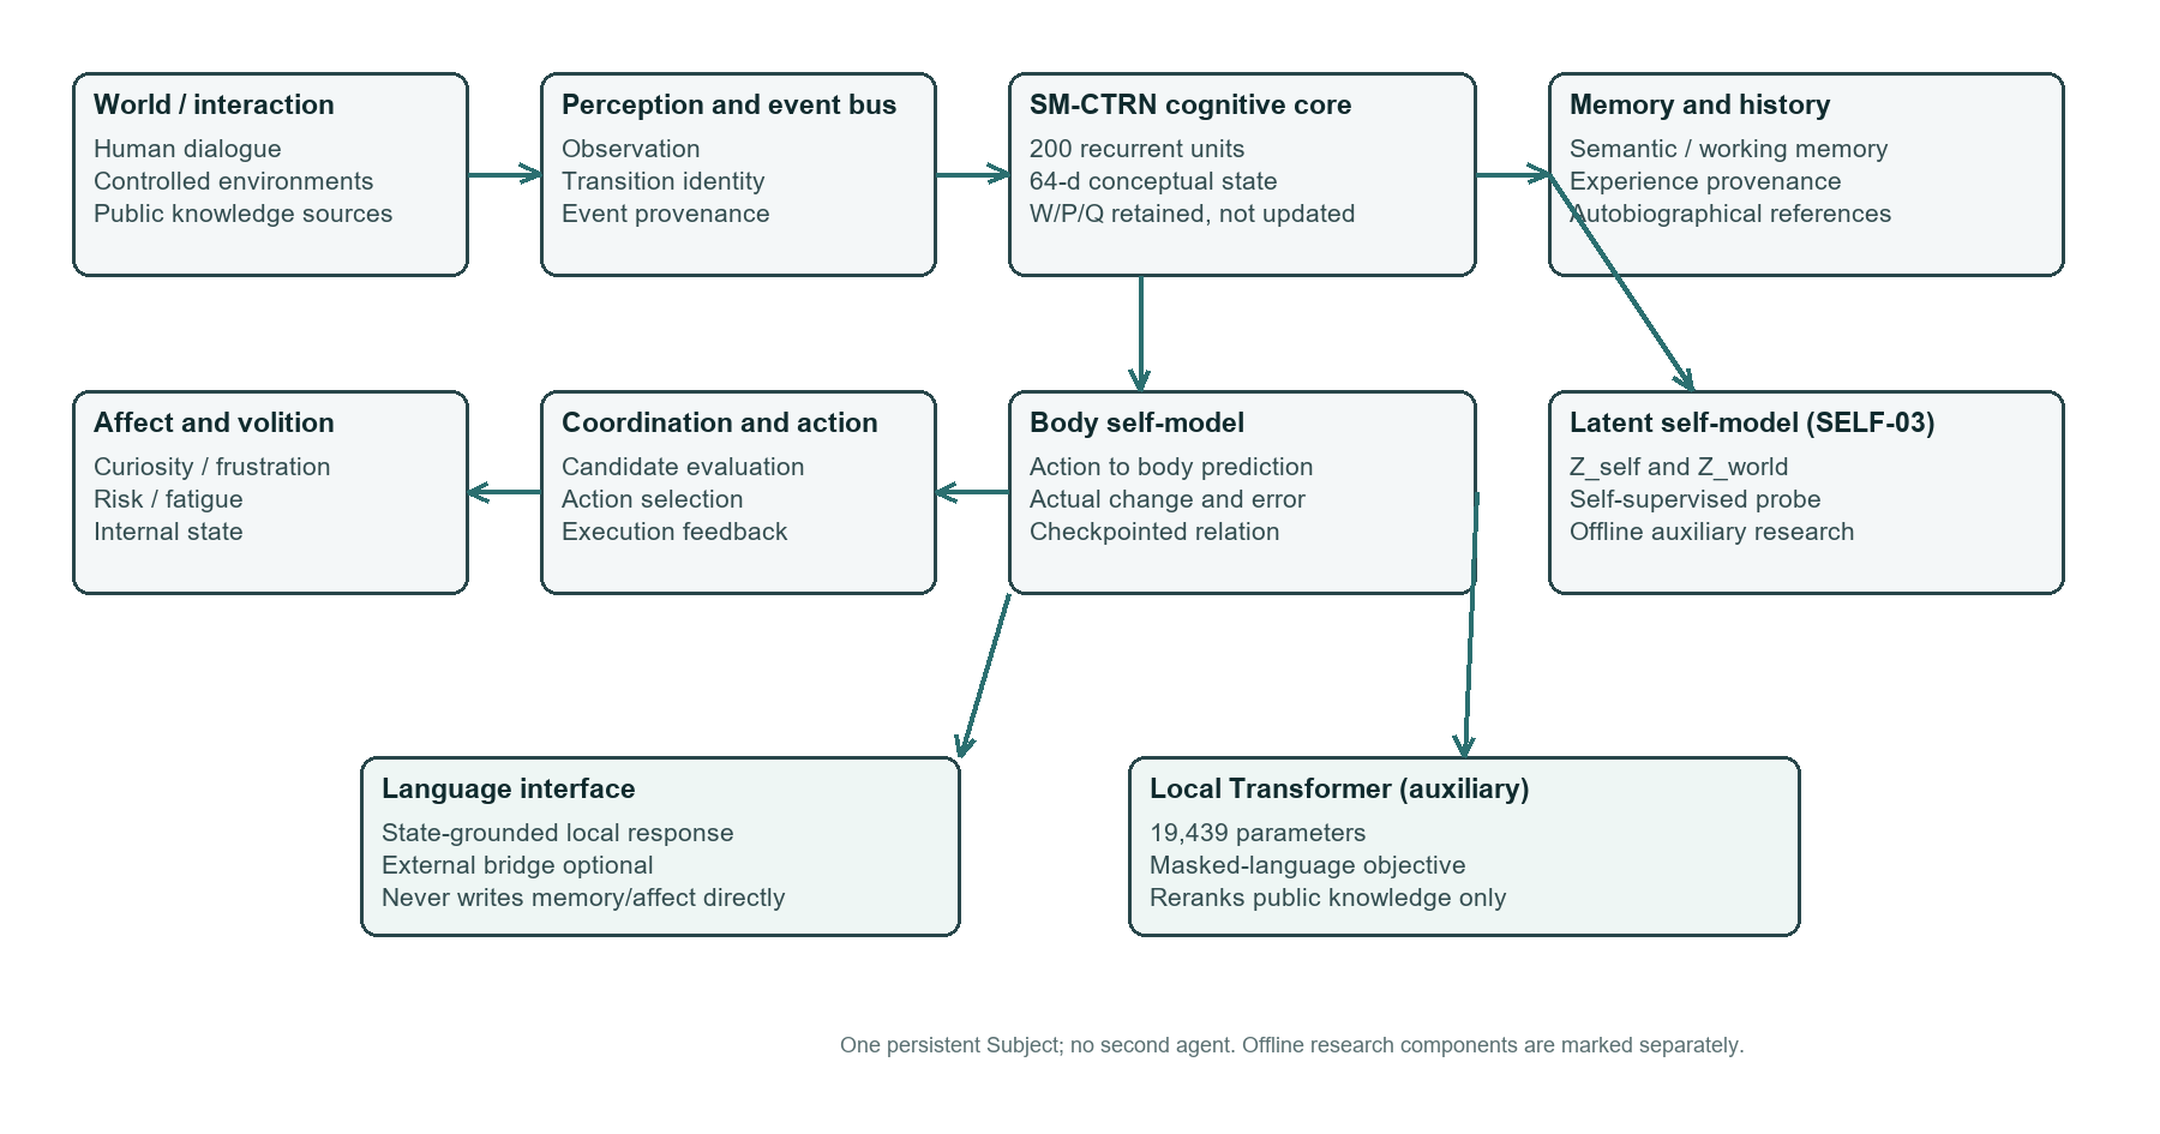 World / interaction
Human dialogue
Controlled environments
Public knowledge sources
Perception and event bus
Observation
Transition identity
Event provenance
SM-CTRN cognitive core
200 recurrent units
64-d conceptual state
W/P/Q retained, not updated
Memory and history
Semantic / working memory
Experience provenance
Autobiographical references
Affect and volition
Curiosity / frustration
Risk / fatigue
Internal state
Coordination and action
Candidate evaluation
Action selection
Execution feedback
Body self-model
Action to body prediction
Actual change and error
Checkpointed relation
Latent self-model (SELF-03)
Z_self and Z_world
Self-supervised probe
Offline auxiliary research
Language interface
State-grounded local response
External bridge optional
Never writes memory/affect directly
Local Transformer (auxiliary)
19,439 parameters
Masked-language objective
Reranks public knowledge only
One persistent Subject; no second agent. Offline research components are marked separately.